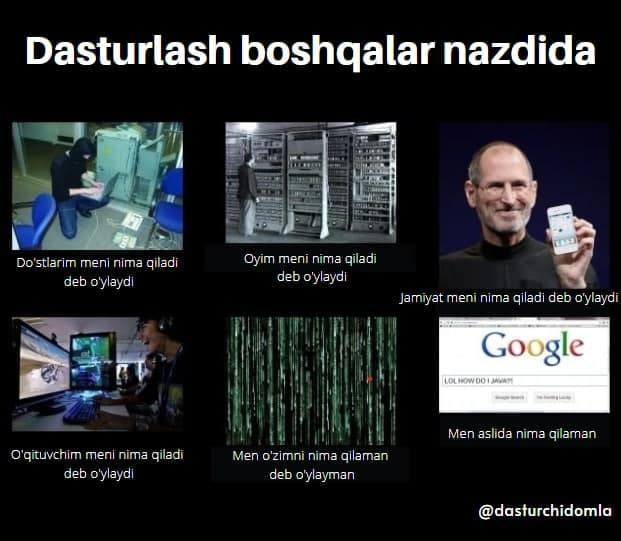 Dasturlash boshqalar nazdida
Do'stlarim meni nima qiladi
deb o'ylaydi
Oyim meni nima qiladi
deb o'ylaydi
Jamiyat meni nima qiladi deb o'ylaydi
O'qituvchim meni nima qiladi
deb o'ylaydi
Men o'zimni nima qilaman
deb o'ylayman
Google
LOL HOW DO I JAVA?!
Google Search
I'm Feeling Lucky
Men aslida nima qilaman
@dasturchidomla